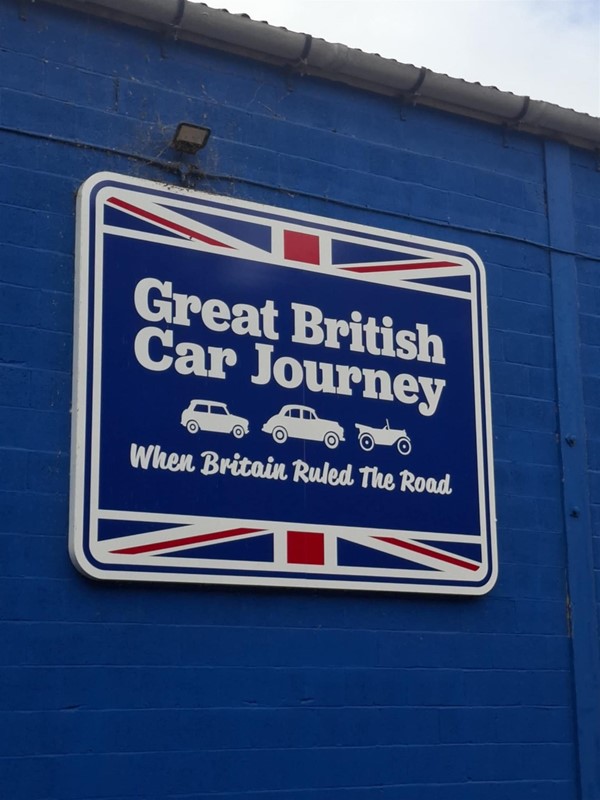 Great British
Car Journey
When Britain Ruled The Road